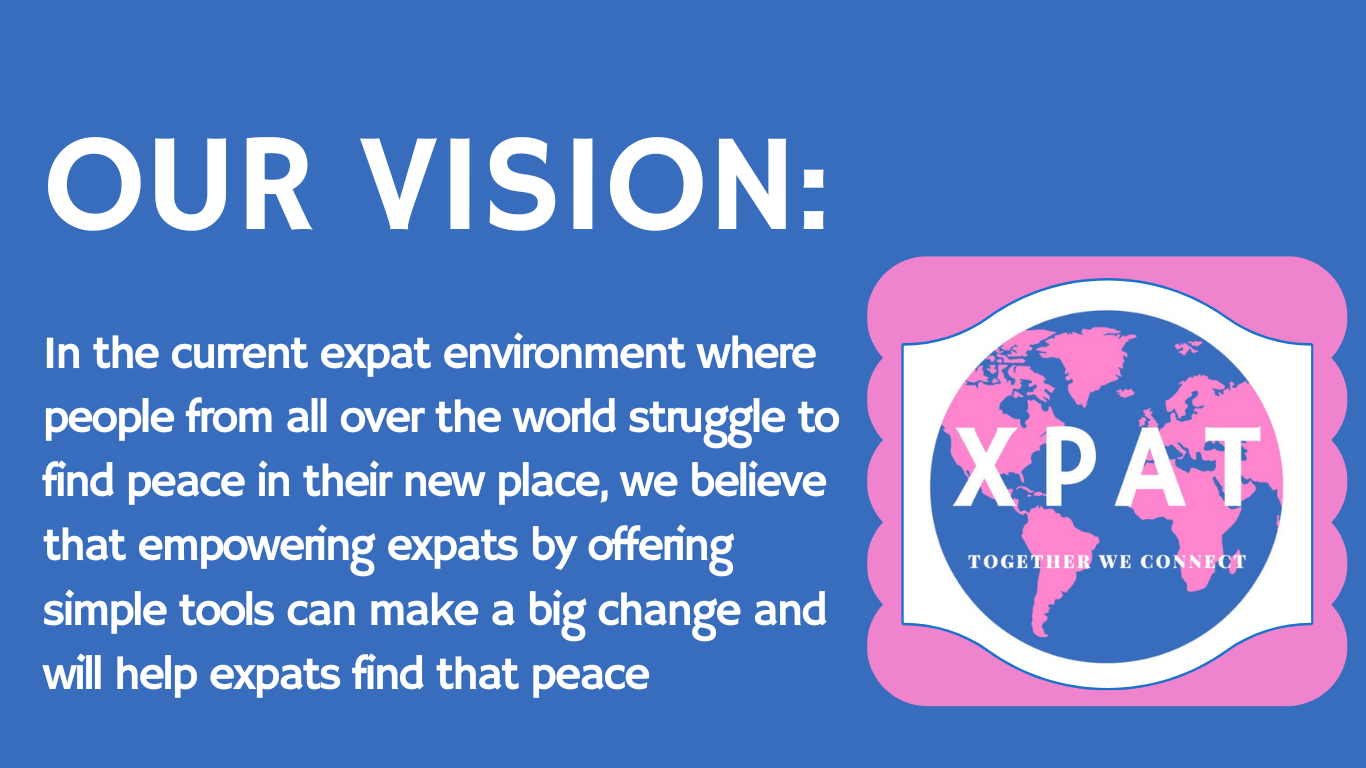 OUR VISION:
In the current expat environment where
people from all over the world struggle to
find peace in their new place, we believe
that empowering expats by offering
simple tools can make a big change and
will help expats find that peace
XPAT
TOGETHER WE CONNECT